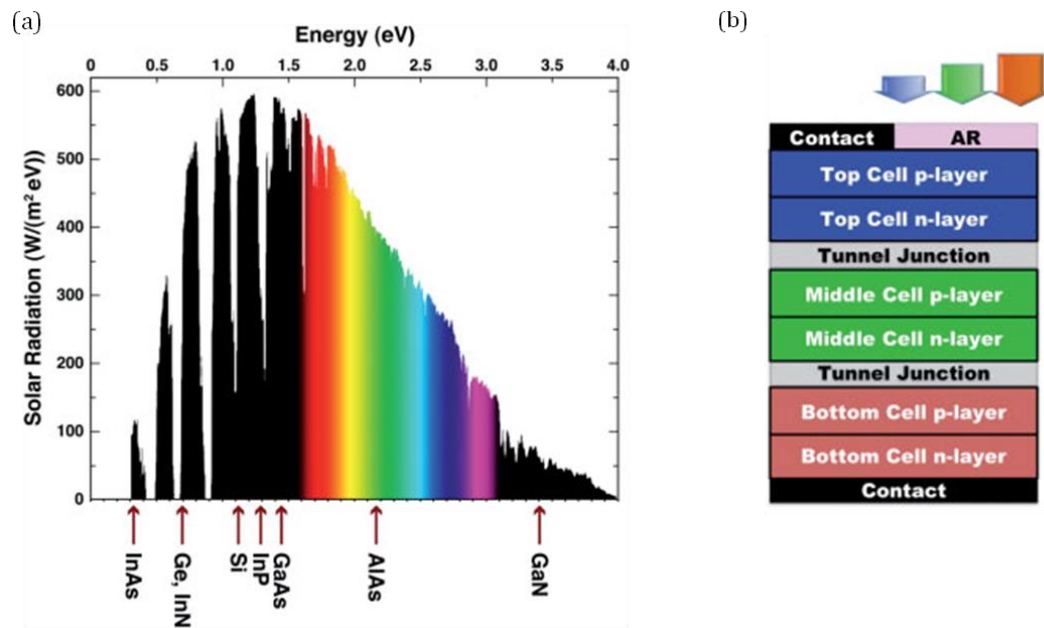 (a)
Energy (eV)
0 0.5 1.0 1.5 2.0 2.5 3.0 4.0
Solar Radiation (W/(m² eV))
600
500
400
300
200
100
0
InAs
Ge, InN
Si
InP
GaAs
AlAs
GaN
(b)
Contact AR
Top Cell p-layer
Top Cell n-layer
Tunnel Junction
Middle Cell p-layer
Middle Cell n-layer
Tunnel Junction
Bottom Cell p-layer
Bottom Cell n-layer
Contact